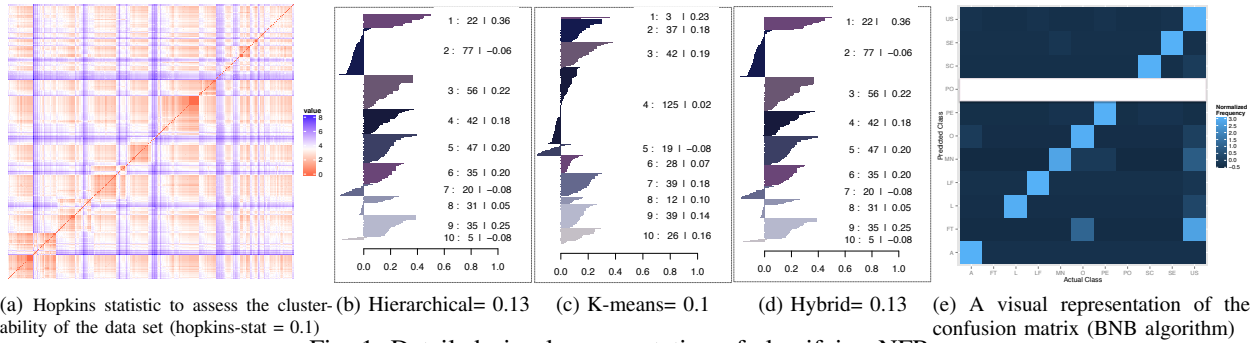 value
8
6
4
2
0
(a) Hopkins statistic to assess the cluster-
ability of the data set (hopkins-stat = 0.1)
1 : 22 | 0.36
2 : 77 | −0.06
3 : 56 | 0.22
4 : 42 | 0.18
5 : 47 | 0.20
6 : 35 | 0.20
7 : 20 | −0.08
8 : 31 | 0.05
9 : 35 | 0.25
10 : 5 | −0.08
0.0 0.2 0.4 0.6 0.8 1.0
(b) Hierarchical= 0.13
1: 3 | 0.23
2 : 37 | 0.18
3 : 42 | 0.19
4 : 125 | 0.02
5 : 19 | −0.08
6 : 28 | 0.07
7 : 39 | 0.18
8 : 12 | 0.10
9 : 39 | 0.14
10 : 26 | 0.16
0.0 0.2 0.4 0.6 0.8 1.0
(c) K-means= 0.1
1 : 22 | 0.36
2 : 77 | −0.06
3 : 56 | 0.22
4 : 42 | 0.18
5 : 47 | 0.20
6 : 35 | 0.20
7 : 20 | −0.08
8 : 31 | 0.05
9 : 35 | 0.25
10 : 5 | −0.08
0.0 0.2 0.4 0.6 0.8 1.0
(d) Hybrid= 0.13
Predicted Class
US
SE
SC
PO
PE
O
MN
LF
L
FT
A
A FT L LF MN O PE PO SC SE US
Actual Class
Normalized
Frequency
3.0
2.5
2.0
1.5
1.0
0.5
0.0
−0.5
(e) A visual representation of the
confusion matrix (BNB algorithm)